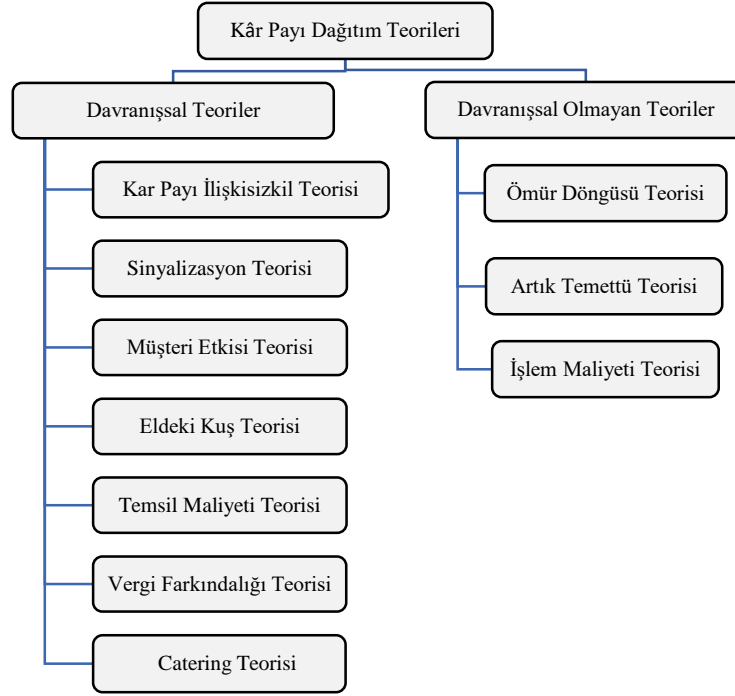 Kâr Payı Dağıtım Teorileri
Davranışsal Teoriler
Kar Payı İlişkisizkil Teorisi
Sinyalizasyon Teorisi
Müşteri Etkisi Teorisi
Eldeki Kuş Teorisi
Temsil Maliyeti Teorisi
Vergi Farkındalığı Teorisi
Catering Teorisi
Davranışsal Olmayan Teoriler
Ömür Döngüsü Teorisi
Artık Temettü Teorisi
İşlem Maliyeti Teorisi